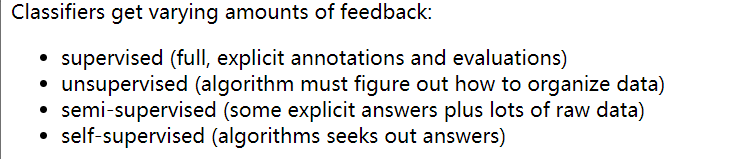 Classifiers get varying amounts of feedback:
• supervised (full, explicit annotations and evaluations)
• unsupervised (algorithm must figure out how to organize data)
• semi-supervised (some explicit answers plus lots of raw data)
• self-supervised (algorithms seeks out answers)